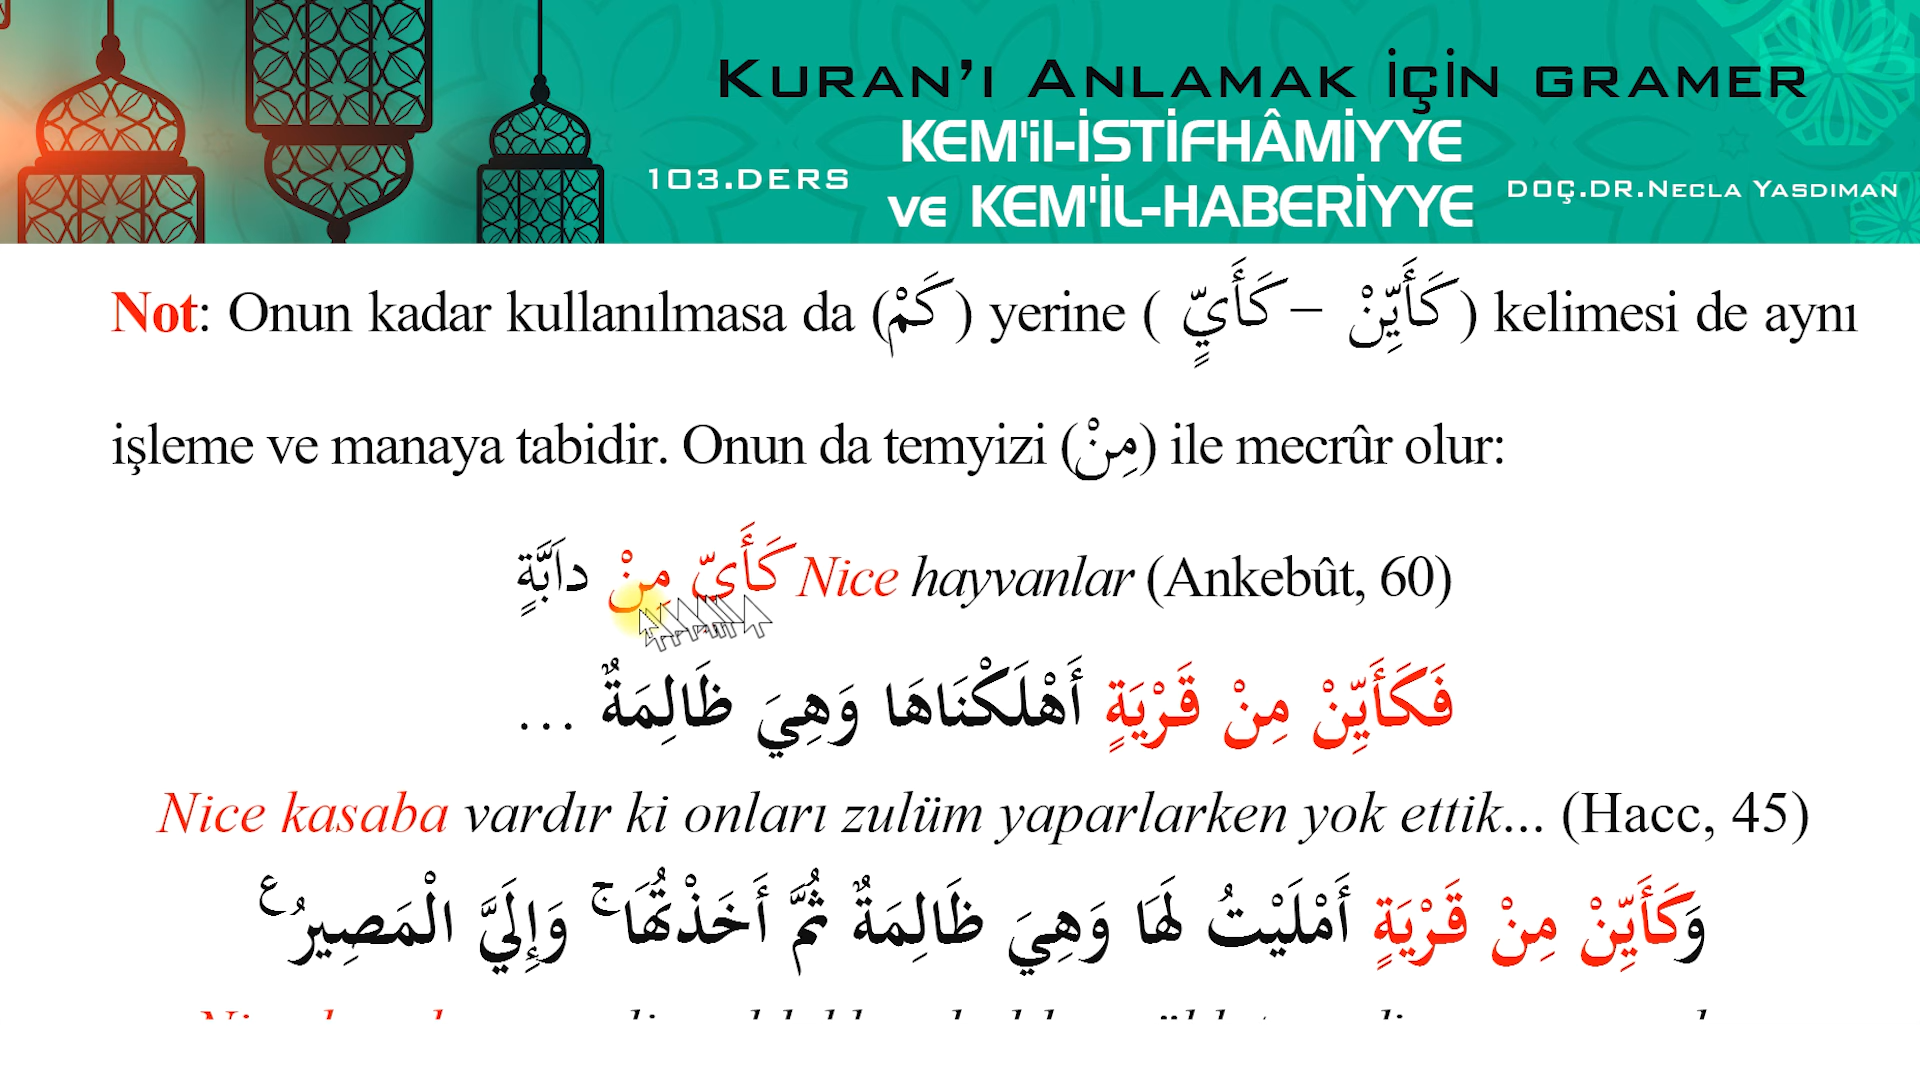 KURAN'I ANLAMAK İÇİN GRAMER
103.DERS
KEM'il-İSTİFHÂMİYYE
ve KEM'İL-HABERİYYE
DOÇ.DR.NECLA YASDIMAN
Not: Onun kadar kullanılmasa da (كَمْ) yerine (كَأَيِّنْ – كَأَيٍّ) kelimesi de aynı
işleme ve manaya tabidir. Onun da temyizi (مِنْ) ile mecrûr olur:
كَأَيِّ مِنْ دَاَبَّةٍ Nice hayvanlar (Ankebût, 60)
فَكَأَيِّنْ مِنْ قَرْيَةٍ أَهْلَكْنَاهَا وَهِيَ ظَالِمَةٌ ...
Nice kasaba vardır ki onları zulüm yaparlarken yok ettik... (Hacc, 45)
وَكَأَيِّنْ مِنْ قَرْيَةٍ أَمْلَيْتُ لَهَا وَهِيَ ظَالِمَةٌ ثُمَّ أَخَذْتُهَا ۚ وَإِلَيَّ الْمَصِيرُ ع